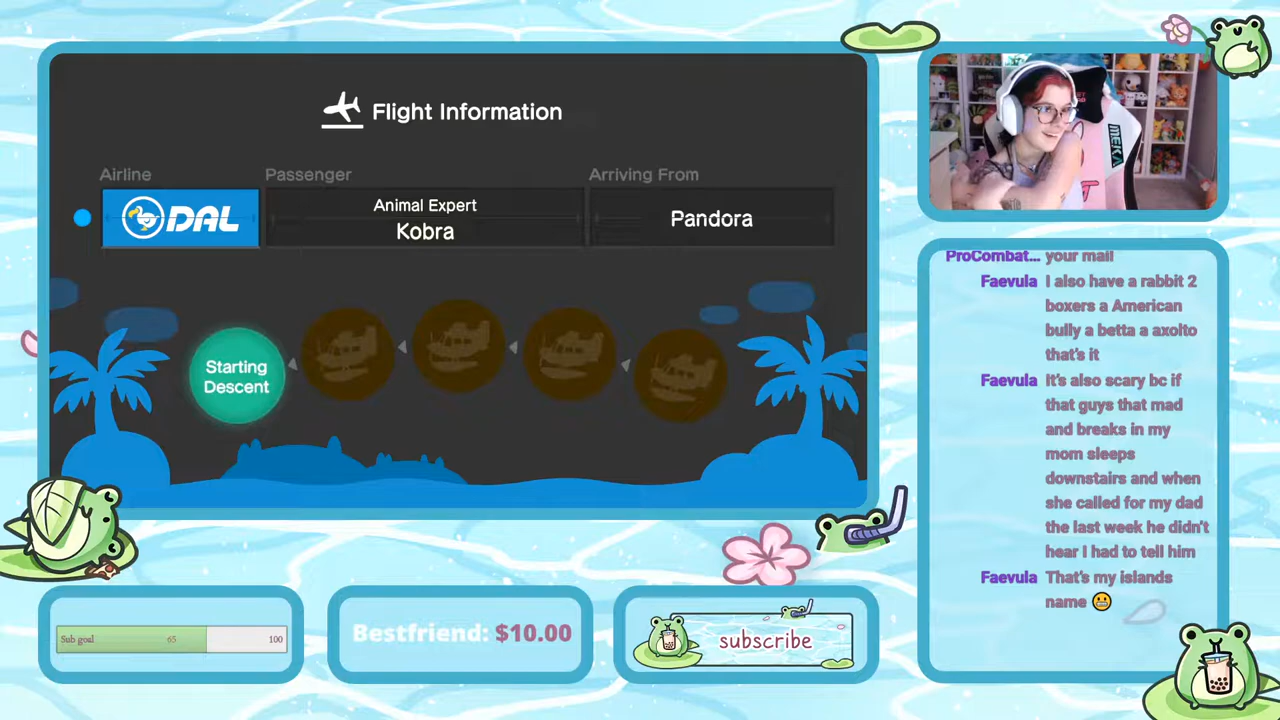 Flight Information
Airline
Passenger
Arriving From
DAL
Animal Expert
Kobra
Pandora
Starting
Descent
MEKA
ProCombat... your mail
Faevula I also have a rabbit 2
boxers a American
bully a betta a axolto
that's it
Faevula It's also scary bc if
that guys that mad
and breaks in my
mom sleeps
downstairs and when
she called for my dad
the last week he didn't
hear I had to tell him
Faevula That's my islands
name 😬
Sub goal 65 100
Bestfriend: $10.00
subscribe